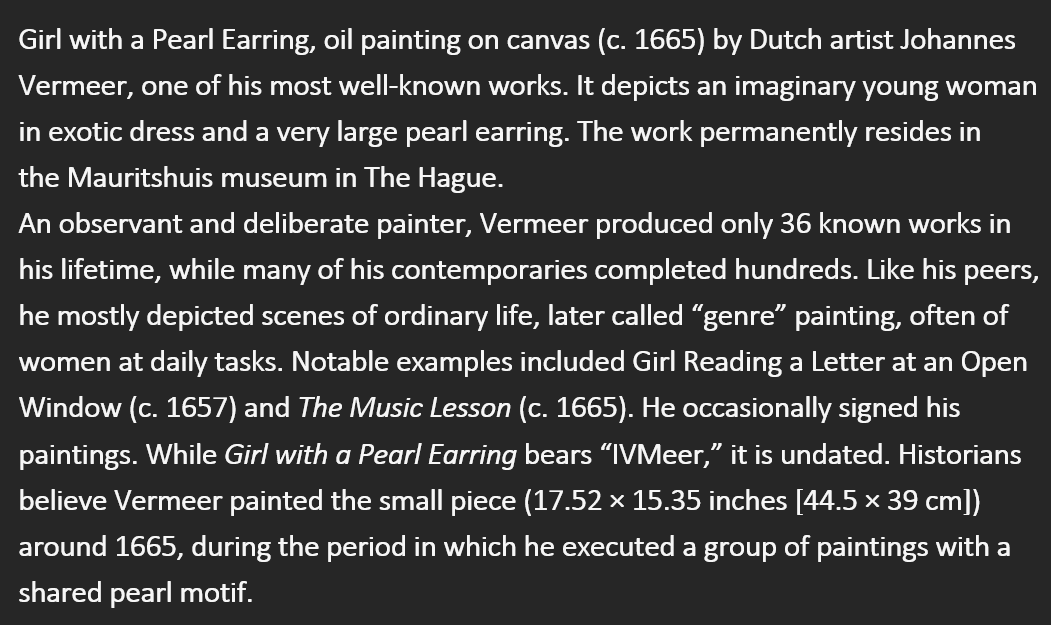 Girl with a Pearl Earring, oil painting on canvas (c. 1665) by Dutch artist Johannes
Vermeer, one of his most well-known works. It depicts an imaginary young woman
in exotic dress and a very large pearl earring. The work permanently resides in
the Mauritshuis museum in The Hague.
An observant and deliberate painter, Vermeer produced only 36 known works in
his lifetime, while many of his contemporaries completed hundreds. Like his peers,
he mostly depicted scenes of ordinary life, later called “genre” painting, often of
women at daily tasks. Notable examples included Girl Reading a Letter at an Open
Window (c. 1657) and The Music Lesson (c. 1665). He occasionally signed his
paintings. While Girl with a Pearl Earring bears “IVMeer,” it is undated. Historians
believe Vermeer painted the small piece (17.52 × 15.35 inches [44.5 × 39 cm])
around 1665, during the period in which he executed a group of paintings with a
shared pearl motif.